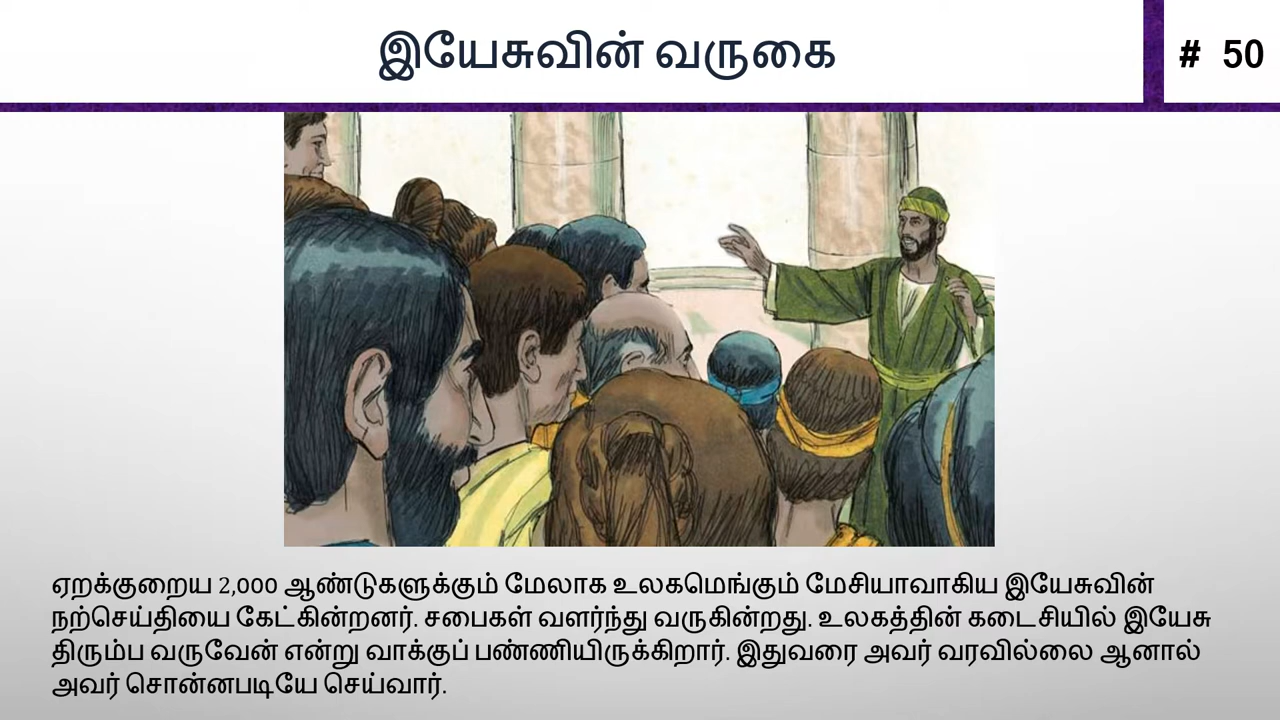 இயேசுவின் வருகை
# 50
ஏறக்குறைய 2,000 ஆண்டுகளுக்கும் மேலாக உலகமெங்கும் மேசியாவாகிய இயேசுவின்
நற்செய்தியை கேட்கின்றனர். சபைகள் வளர்ந்து வருகின்றது. உலகத்தின் கடைசியில் இயேசு
திரும்ப வருவேன் என்று வாக்குப் பண்ணியிருக்கிறார். இதுவரை அவர் வரவில்லை ஆனால்
அவர் சொன்னபடியே செய்வார்.